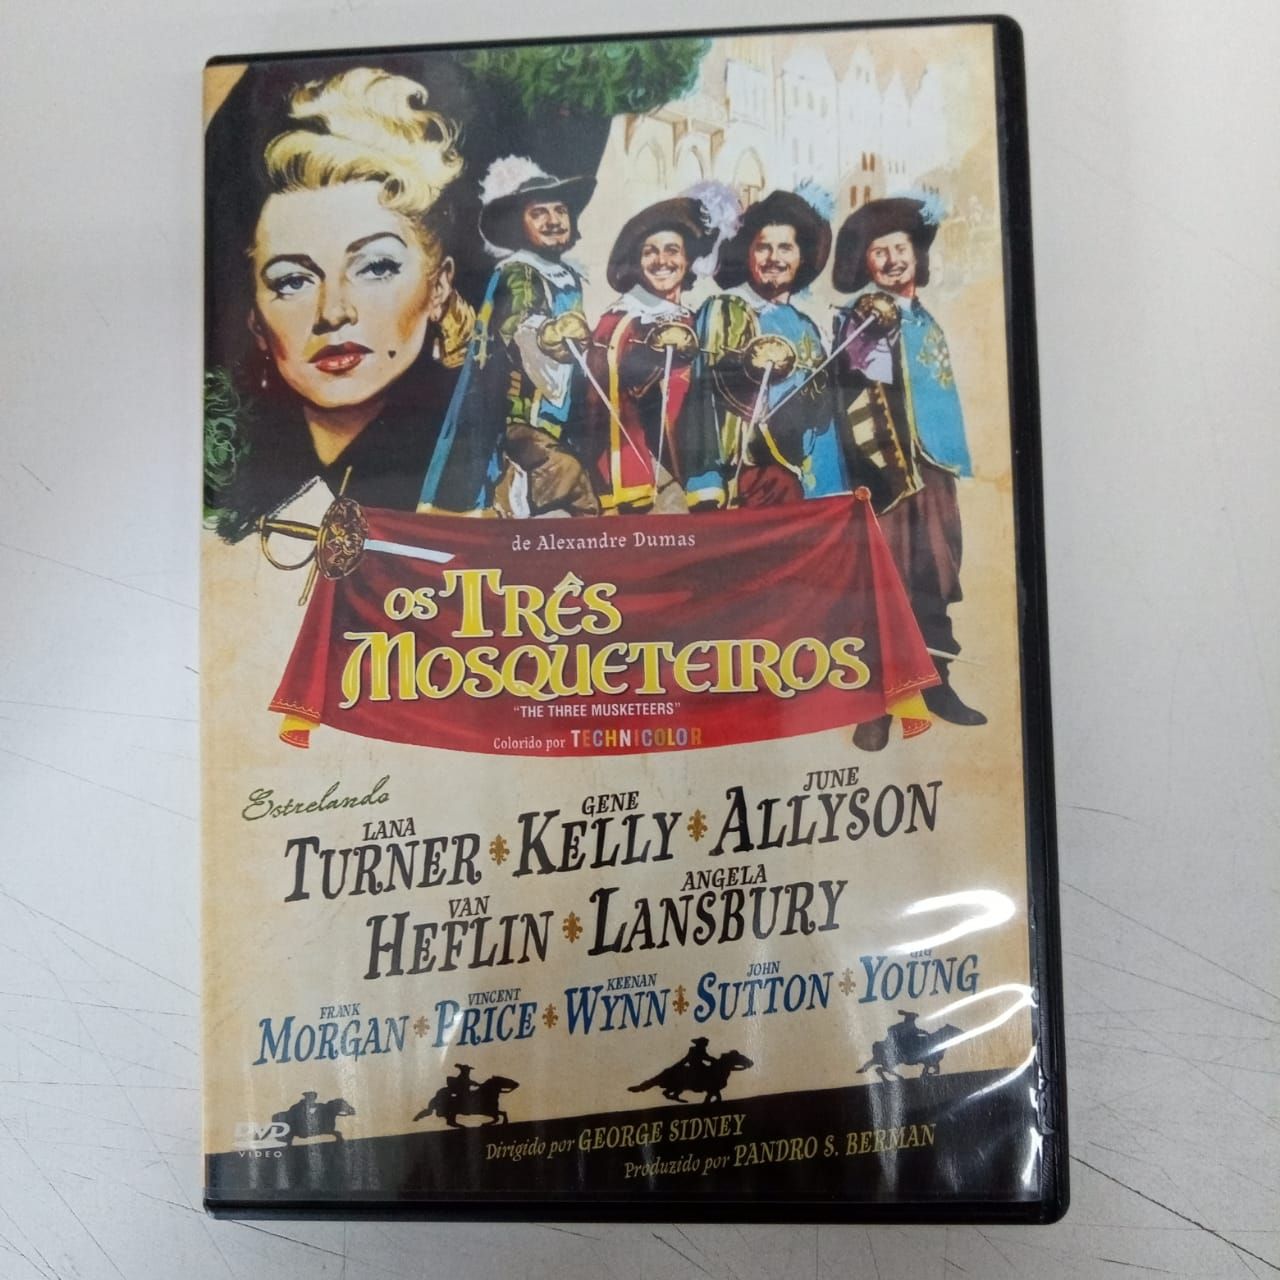 de Alexandre Dumas
OS TRÊS
MOSQUETEIROS
"THE THREE MUSKETEERS"
Colorido por TECHNICOLOR
Estrelando
LANA TURNER GENE KELLY JUNE ALLYSON
VAN HEFLIN ANGELA LANSBURY
FRANK MORGAN VINCENT PRICE KEENAN WYNN JOHN SUTTON GIG YOUNG
DVD
VIDEO
Dirigido por GEORGE SIDNEY
Produzido por PANDRO S. BERMAN